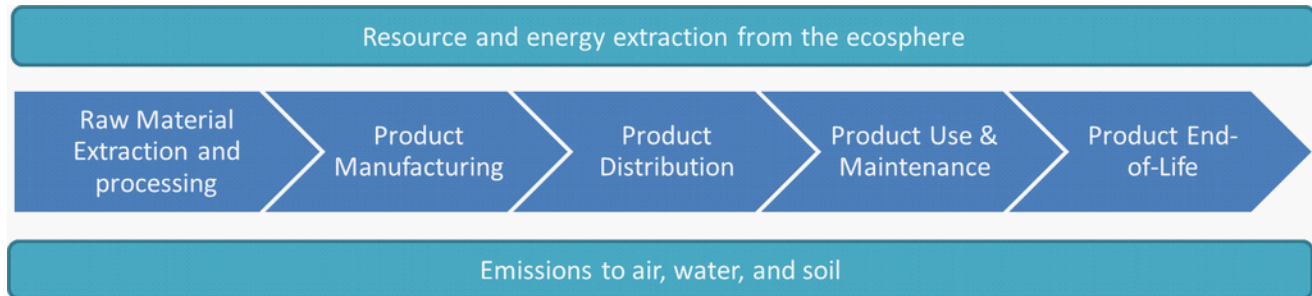 Resource and energy extraction from the ecosphere
Raw Material
Extraction and
processing
Product
Manufacturing
Product
Distribution
Product Use &
Maintenance
Product End-
of-Life
Emissions to air, water, and soil